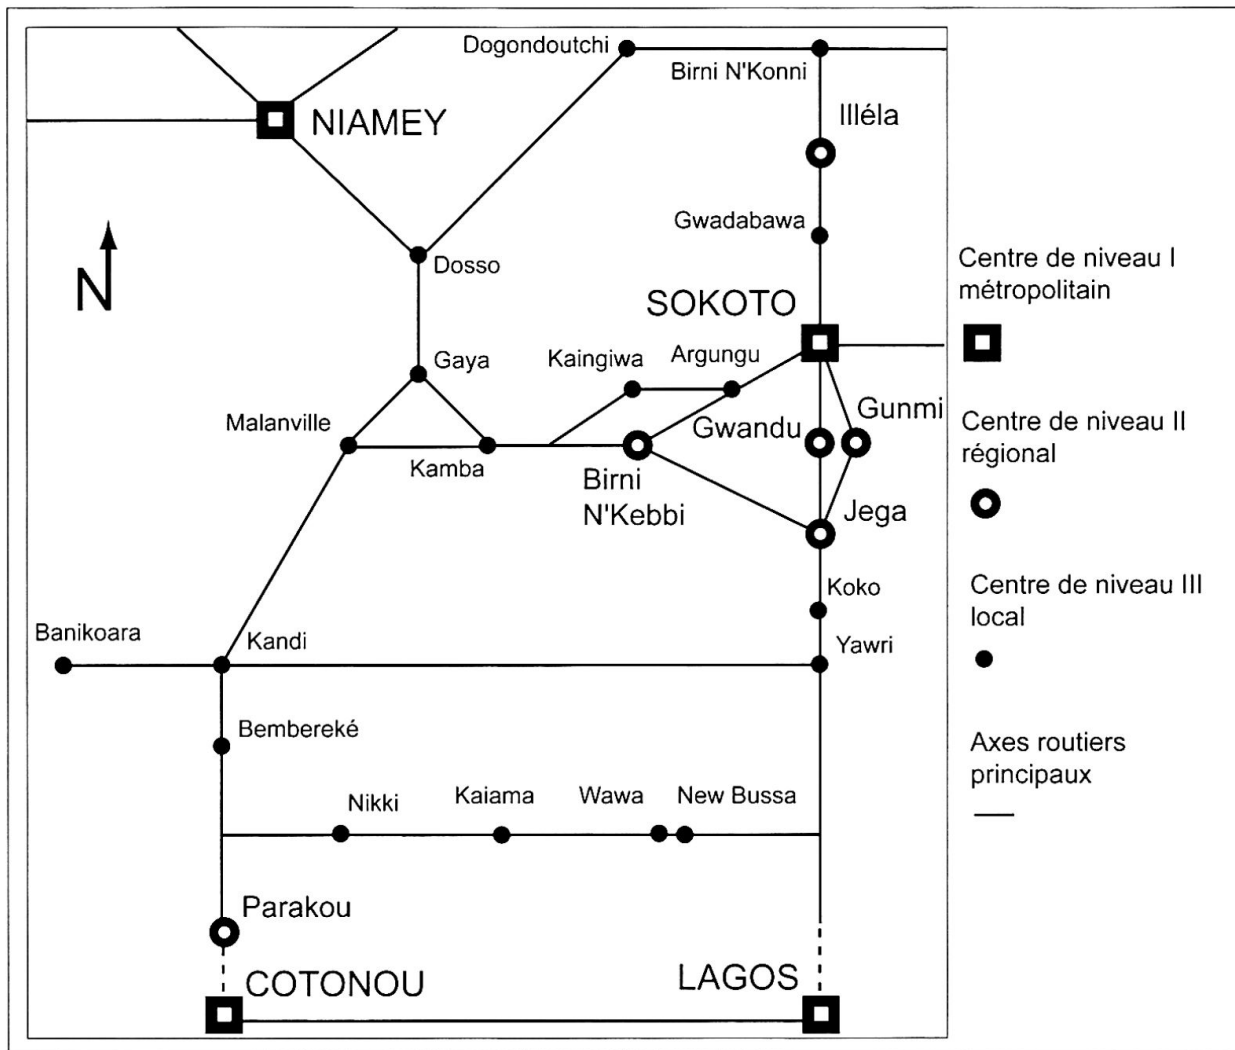 Dogondoutchi
Birni N'Konni
NIAMEY
Illéla
Gwadabawa
N
Dosso
SOKOTO
Gaya
Kaingiwa
Argungu
Malanville
Gwandu
Gunmi
Kamba
Birni
N'Kebbi
Jega
Koko
Banikoara
Kandi
Yawri
Bembereké
Nikki
Kaiama
Wawa
New Bussa
Parakou
COTONOU
LAGOS
Centre de niveau I
métropolitain
Centre de niveau II
régional
Centre de niveau III
local
Axes routiers
principaux